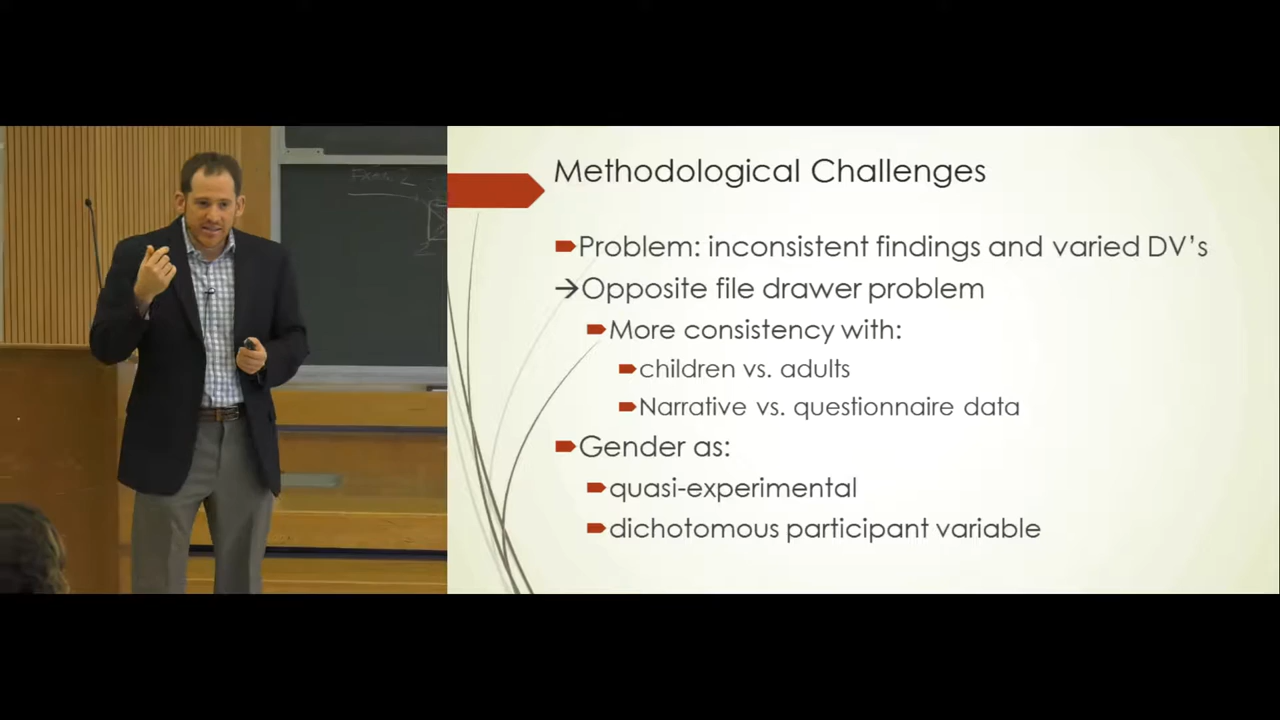 Methodological Challenges
Problem: inconsistent findings and varied DV's
→Opposite file drawer problem
More consistency with:
children vs. adults
Narrative vs. questionnaire data
Gender as:
quasi-experimental
dichotomous participant variable